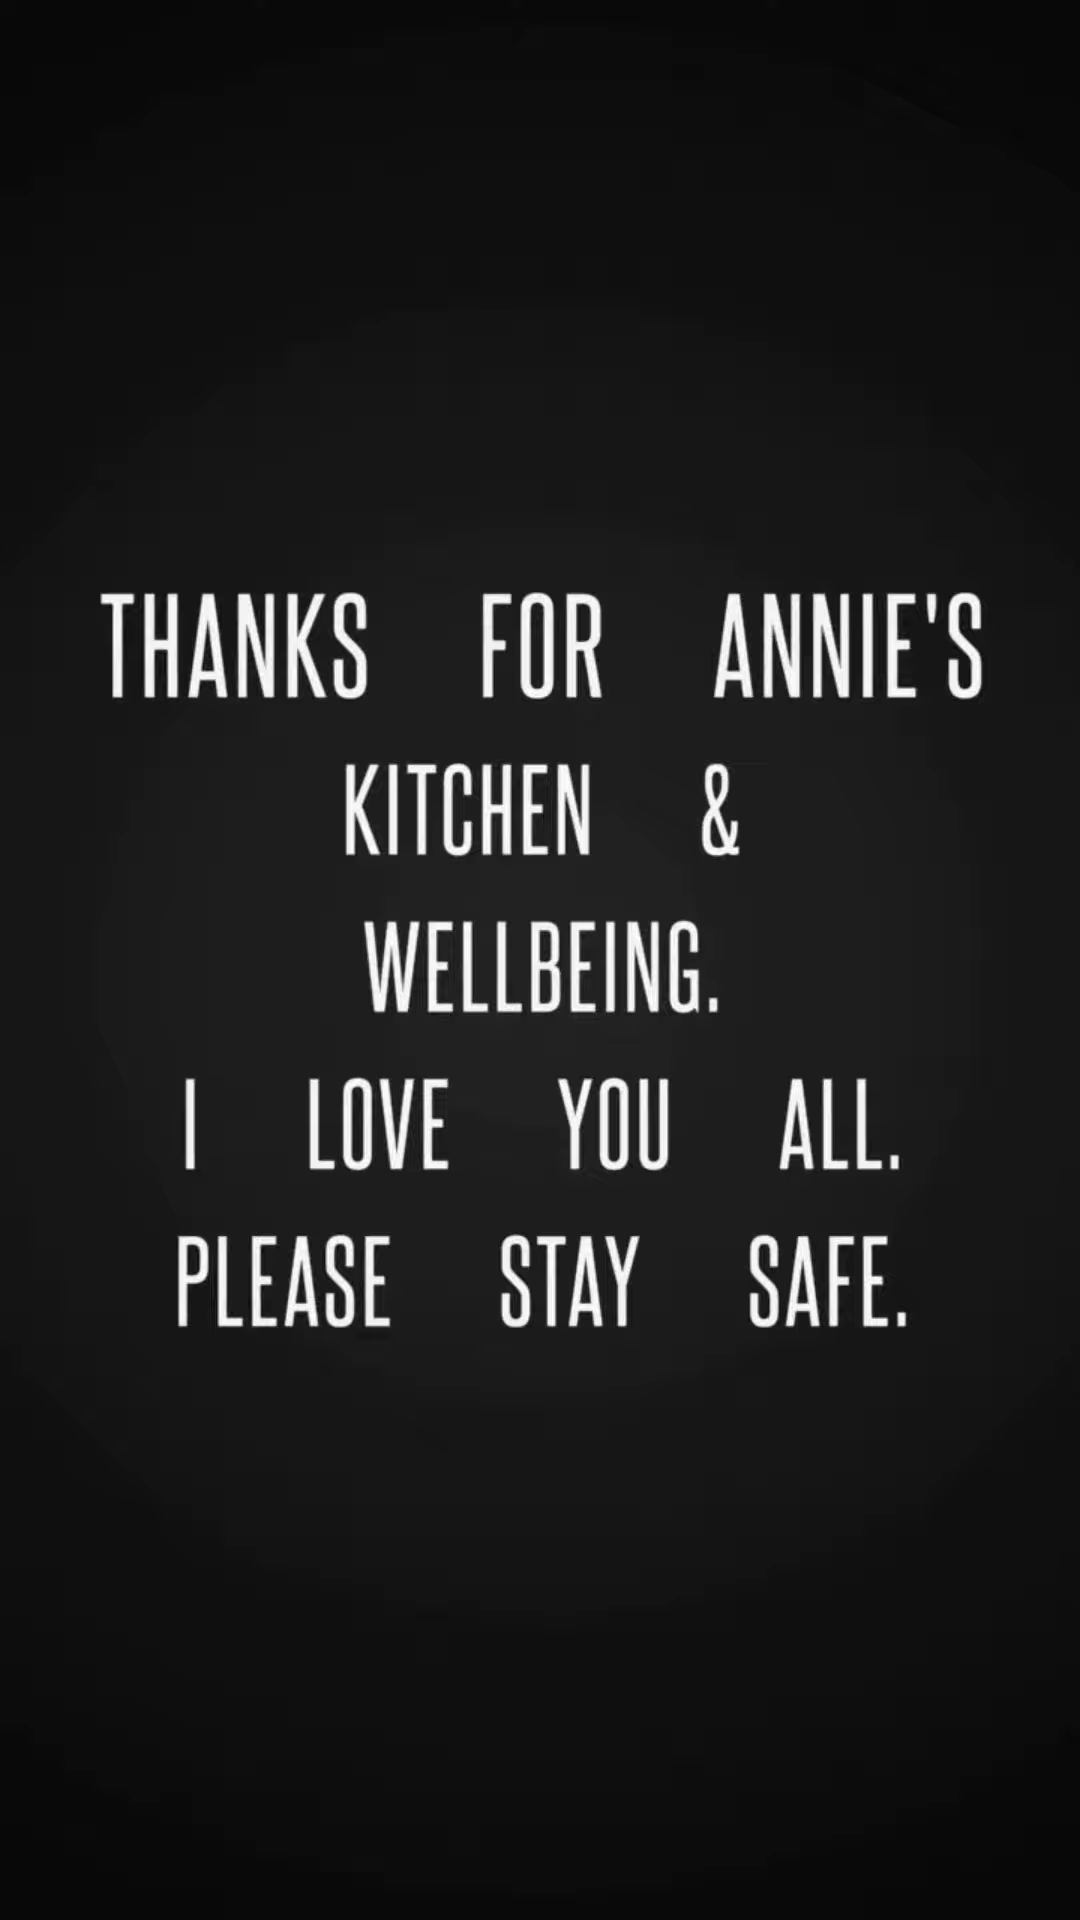 THANKS FOR ANNIE'S
KITCHEN &
WELLBEING.
I LOVE YOU ALL.
PLEASE STAY SAFE.